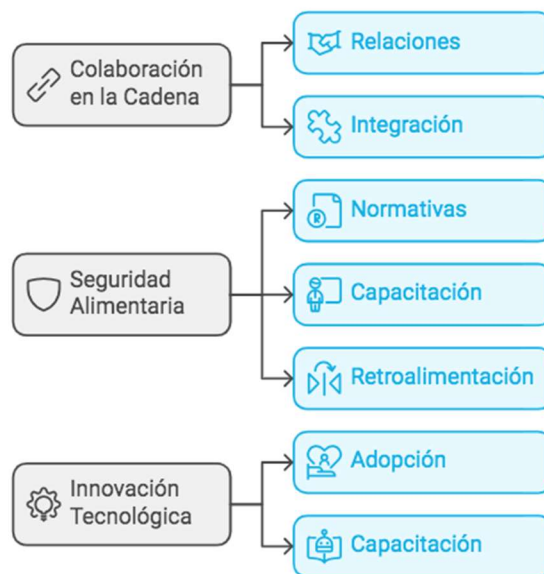 Colaboración
en la Cadena
Relaciones
Integración
Seguridad
Alimentaria
Normativas
R
Capacitación
Retroalimentación
Innovación
Tecnológica
Adopción
Capacitación